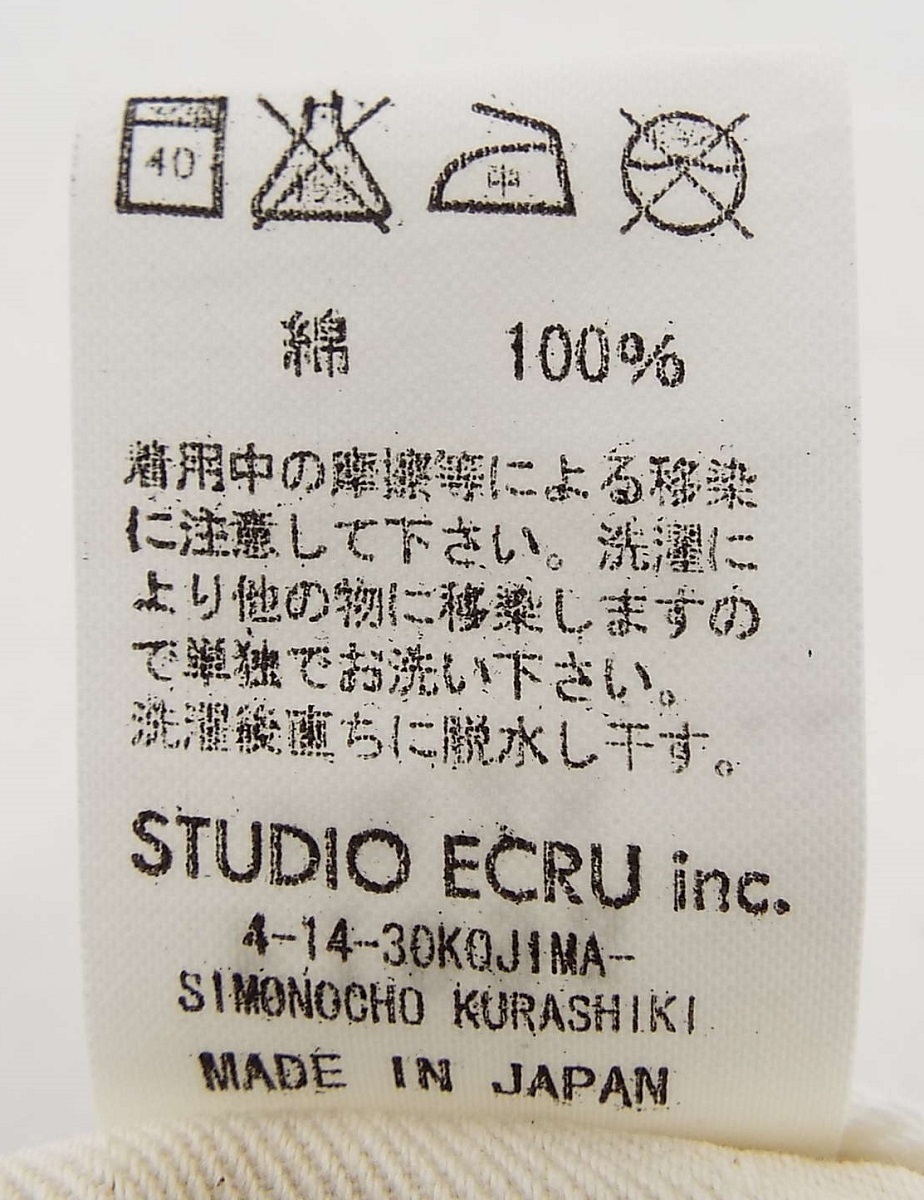 40
中
綿 100%
着用中の摩擦等による移染
に注意して下さい。洗濯に
より他の物に移染しますの
で単独でお洗い下さい。
洗濯後直ちに脱水し干す。
STUDIO ECRU inc.
4-14-30KOJIMA-
SIMONOCHO KURASHIKI
MADE IN JAPAN